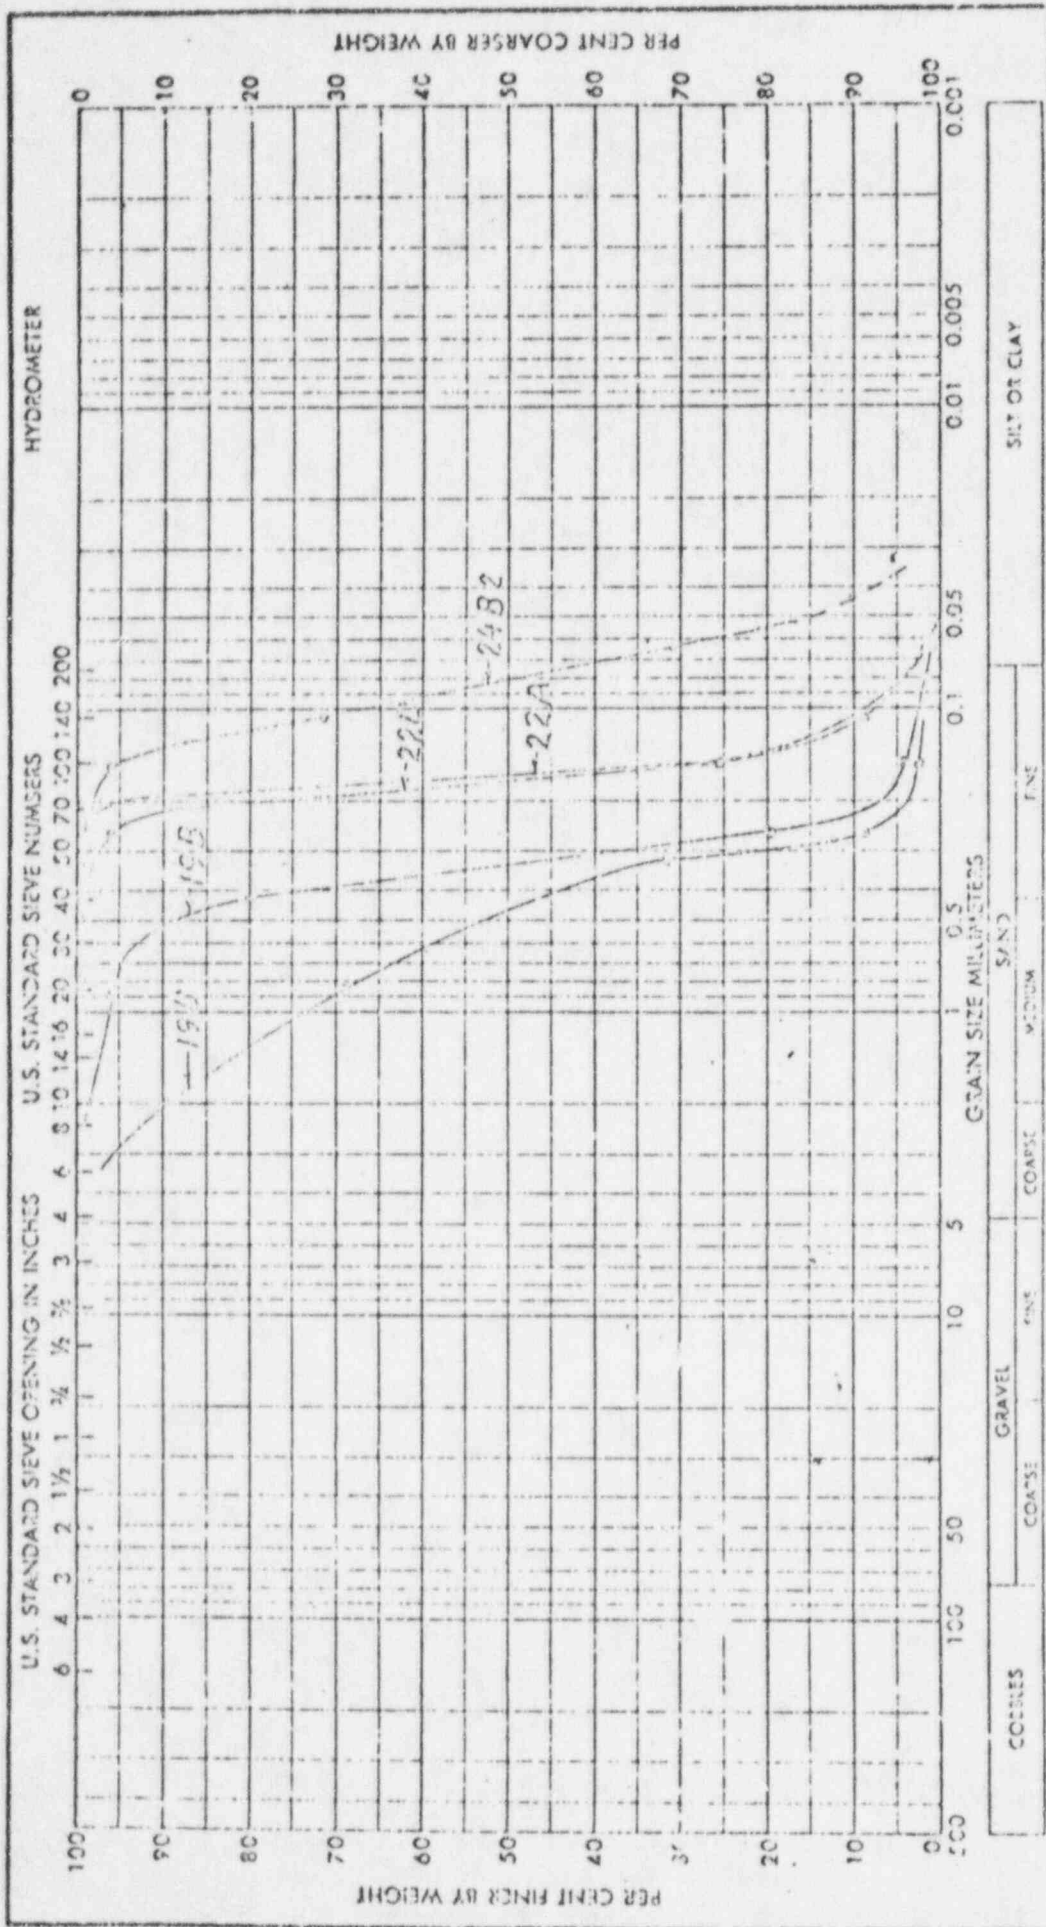 U.S. STANDARD SIEVE OPENING IN INCHES
U.S. STANDARD SIEVE NUMBERS
HYDROMETER
6 4 3 2 1½ 1 ¾ ½ ⅜ 3 4 6 8 10 14 16 20 30 40 50 70 100 140 200
PER CENT FINER BY WEIGHT
100
90
80
70
60
50
40
20
10
0
PER CENT COARSER BY WEIGHT
0
10
20
30
40
50
60
70
80
90
100
-19B
-22A
-24B2
500 100 50 10 5 1 0.5 0.1 0.05 0.01 0.005 0.001
GRAIN SIZE MILLIMETERS
COBBLES
GRAVEL
SAND
SILT OR CLAY
COARSE
FINE
COARSE
MEDIUM
FINE